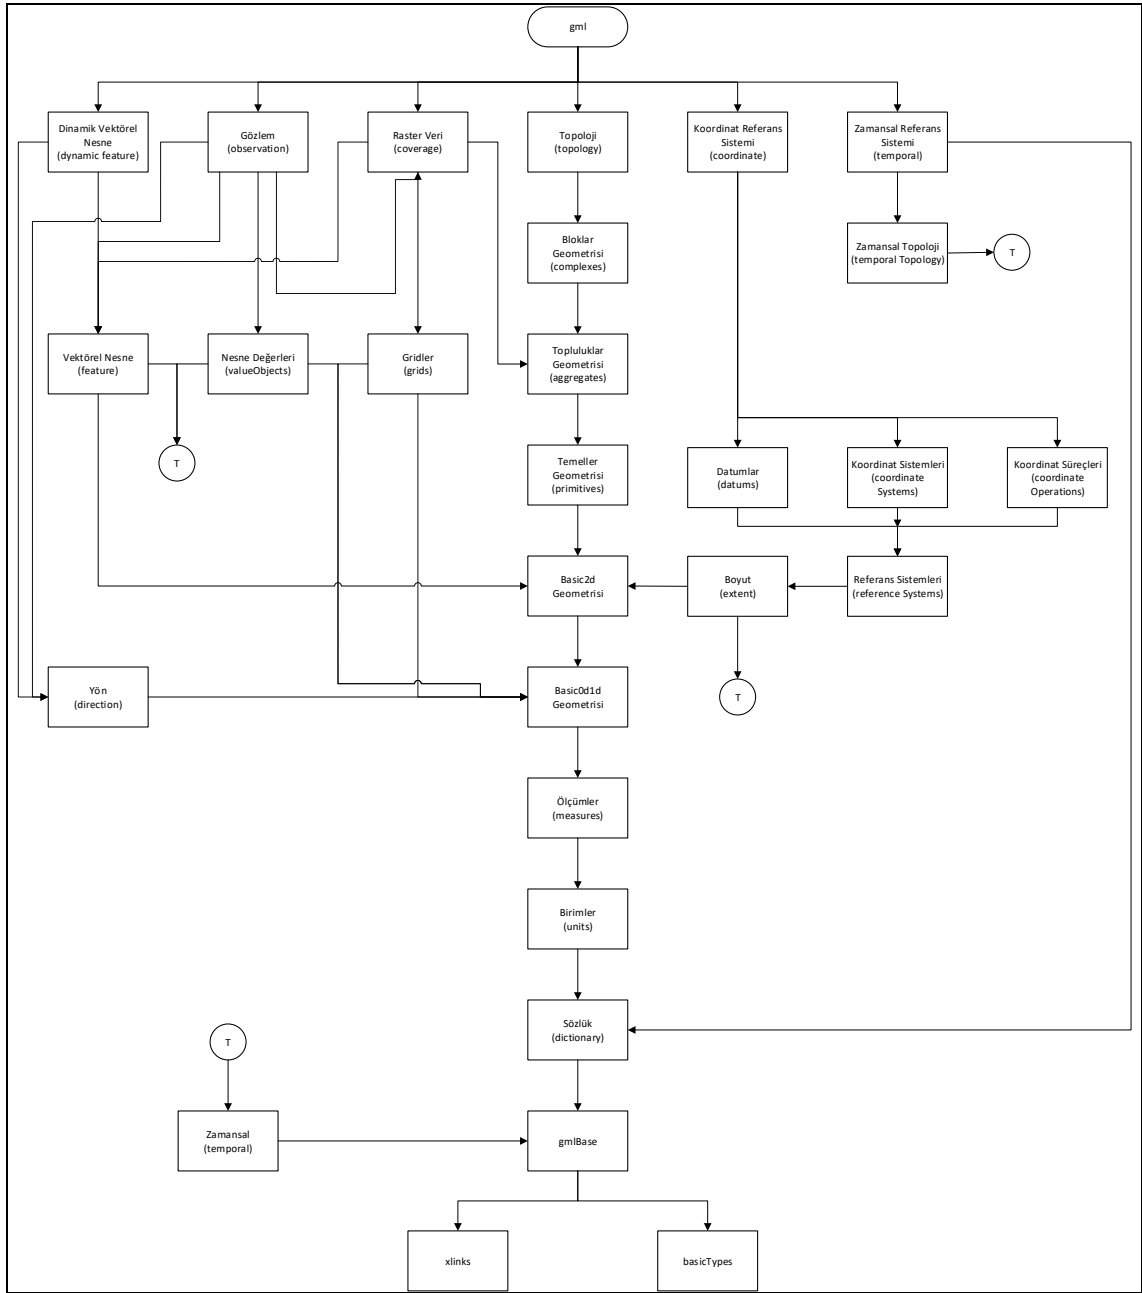 gml
Dinamik Vektörel
Nesne
(dynamic feature)
Gözlem
(observation)
Raster Veri
(coverage)
Topoloji
(topology)
Koordinat Referans
Sistemi
(coordinate)
Zamansal Referans
Sistemi
(temporal)
Bloklar
Geometrisi
(complexes)
Zamansal Topoloji
(temporal Topology)
T
Vektörel Nesne
(feature)
Nesne Değerleri
(valueObjects)
Gridler
(grids)
Topluluklar
Geometrisi
(aggregates)
T
Temeller
Geometrisi
(primitives)
Datumlar
(datums)
Koordinat Sistemleri
(coordinate
Systems)
Koordinat Süreçleri
(coordinate
Operations)
Basic2d
Geometrisi
Boyut
(extent)
Referans Sistemleri
(reference Systems)
Yön
(direction)
Basic0d1d
Geometrisi
T
Ölçümler
(measures)
Birimler
(units)
Sözlük
(dictionary)
T
Zamansal
(temporal)
gmlBase
xlinks
basicTypes